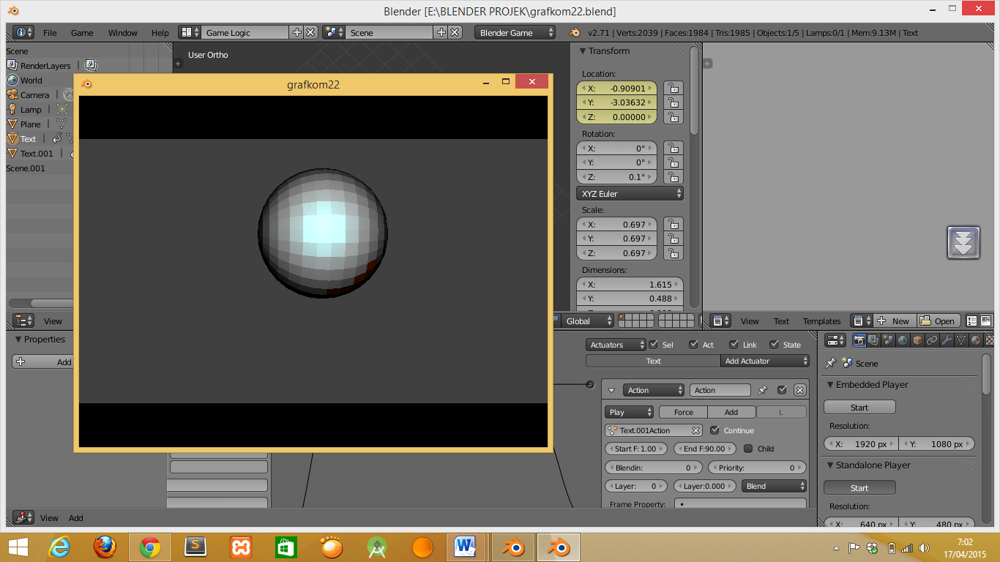 Blender [E:\BLENDER PROJEK\grafkom22.blend]
File Game Window Help Game Logic Scene Blender Game v2.71 | Verts:2039 | Faces:1984 | Tris:1985 | Objects:1/5 | Lamps:0/1 | Mem:9.13M | Text
Scene
RenderLayers |
World
Camera |
Lamp |
Plane |
Text |
Text.001 |
Scene.001
View
User Ortho
grafkom22
Transform
Location:
X: -0.90901
Y: -3.03632
Z: 0.00000
Rotation:
X: 0°
Y: 0°
Z: 0.1°
XYZ Euler
Scale:
X: 0.697
Y: 0.697
Z: 0.697
Dimensions:
X: 1.615
Y: 0.488
Global
View Text Templates New Open
Properties
Add
Actuators Sel Act Link State
Text Add Actuator
Action Action
Play Force Add L
Text.001Action Continue
Start F: 1.00 End F:90.00 Child
Blendin: 0 Priority: 0
Layer: 0 Layer:0.000 Blend
Frame Property:
View Add
Scene
Embedded Player
Start
Resolution:
X: 1920 px Y: 1080 px
Standalone Player
Start
Resolution:
X: 640 px Y: 480 px
7:02
17/04/2015